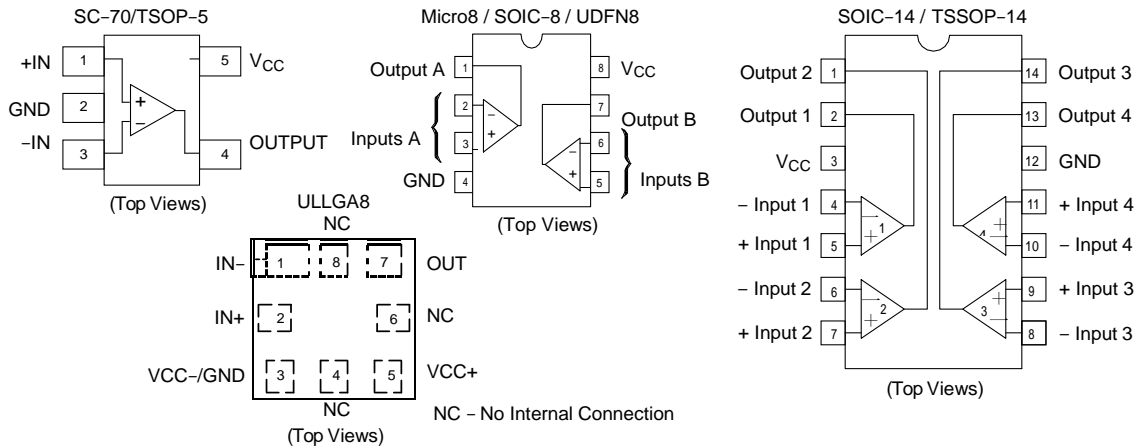 SC-70/TSOP-5
+IN 1
GND 2
-IN 3
+
-
5 VCC
4 OUTPUT
(Top Views)
Micro8 / SOIC-8 / UDFN8
Output A 1
2
Inputs A
3
GND 4
-
+
8 VCC
7
Output B
6
Inputs B
5
-
+
(Top Views)
ULLGA8
NC
IN- 1
8
7 OUT
IN+ 2
6 NC
VCC-/GND 3
4
5 VCC+
NC
(Top Views)
NC - No Internal Connection
SOIC-14 / TSSOP-14
Output 2 1
Output 1 2
VCC 3
- Input 1 4
+ Input 1 5
- Input 2 6
+ Input 2 7
14 Output 3
13 Output 4
12 GND
11 + Input 4
10 - Input 4
9 + Input 3
8 - Input 3
- + 1
- + 2
+ - 3
+ - 4
(Top Views)